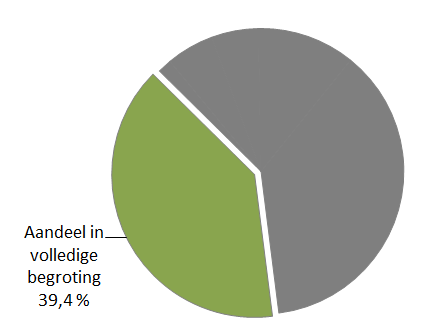 Aandeel in
volledige
begroting
39,4 %